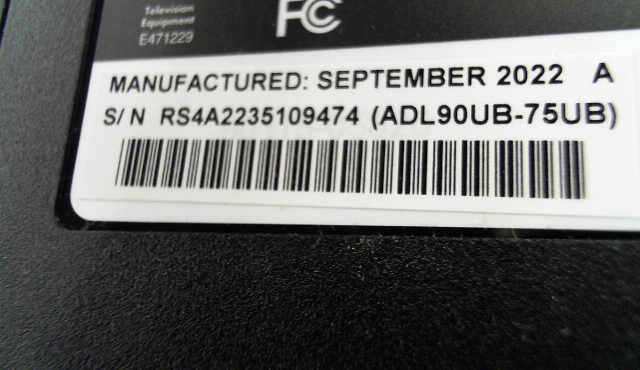 Television
Equipment
E471229
FC
MANUFACTURED: SEPTEMBER 2022 A
S/N RS4A2235109474 (ADL90UB-75UB)